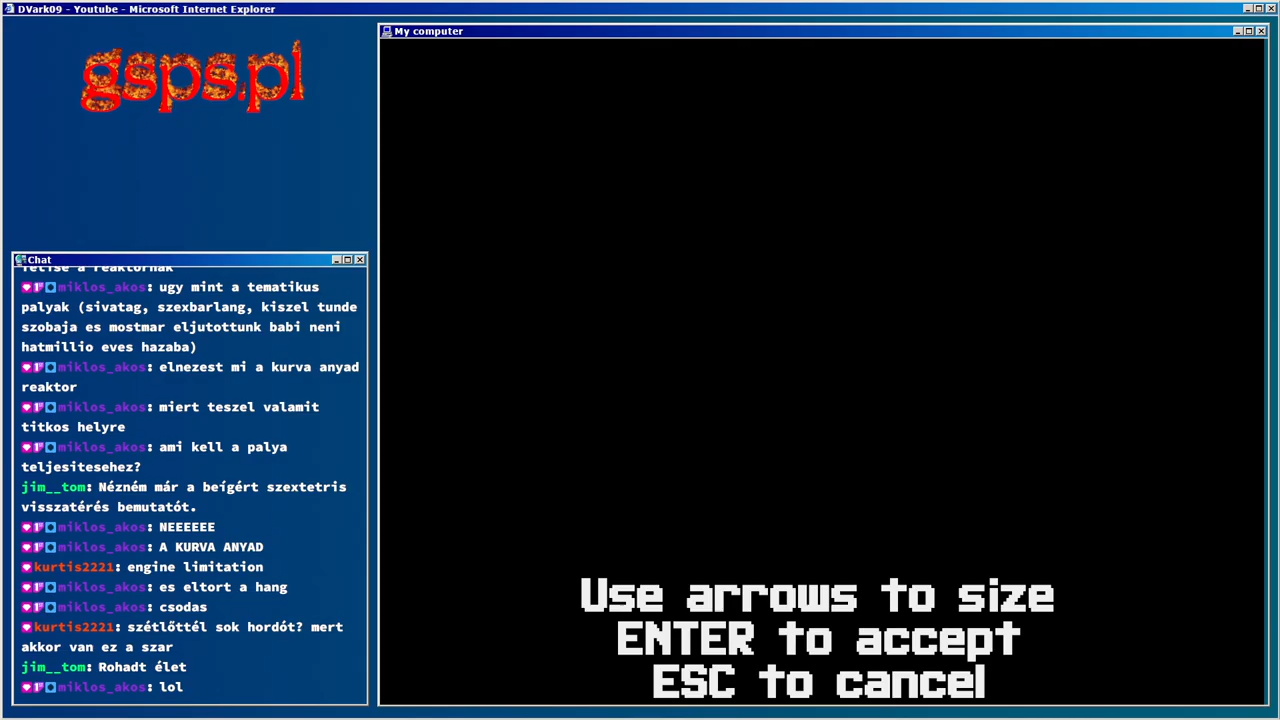 DVark09 - Youtube - Microsoft Internet Explorer
gsps.pl
My computer
Chat
miklos_akos: ugy mint a tematikus
palyak (sivatag, szexbarlang, kiszel tunde
szobaja es mostmar eljutottunk babi neni
hatmillio eves hazaba)
miklos_akos: elnezest mi a kurva anyad
reaktor
miklos_akos: miert teszel valamit
titkos helyre
miklos_akos: ami kell a palya
teljesitesehez?
jim__tom: Nézném már a beígért szextetris
visszatérés bemutatót.
miklos_akos: NEEEEEE
miklos_akos: A KURVA ANYAD
kurtis2221: engine limitation
miklos_akos: es eltort a hang
miklos_akos: csodas
kurtis2221: szétlőttél sok hordót? mert
akkor van ez a szar
jim__tom: Rohadt élet
miklos_akos: lol
Use arrows to size
ENTER to accept
ESC to cancel